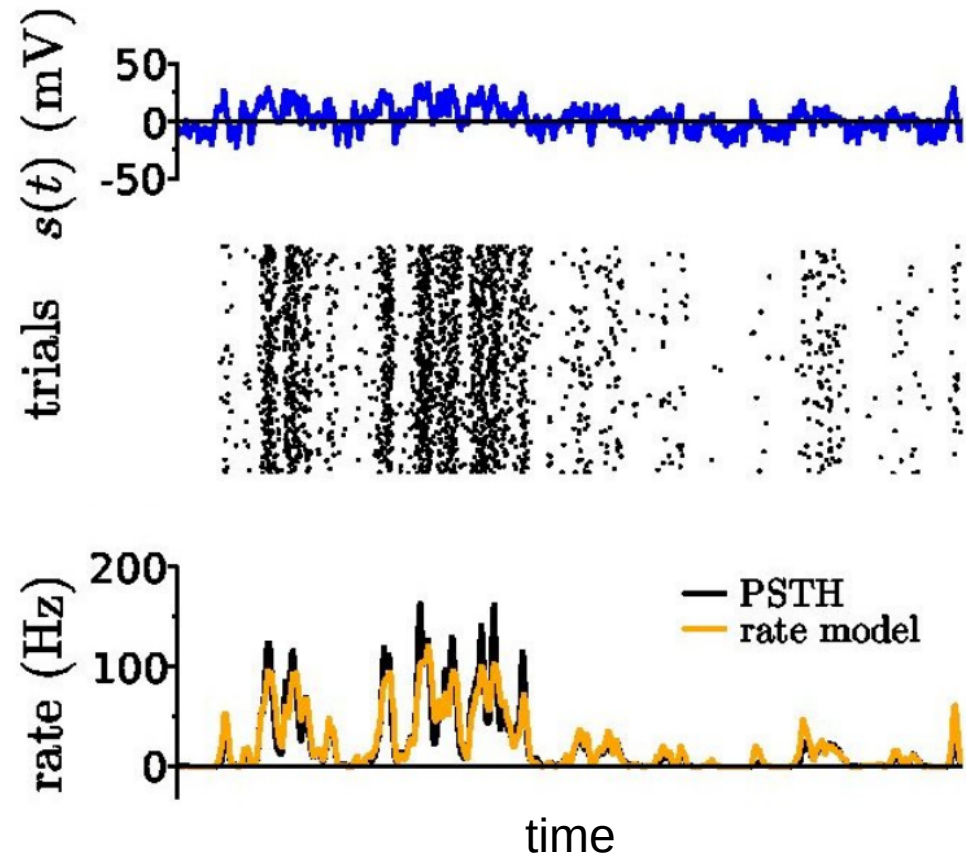 s(t) (mV)
50
0
-50
trials
rate (Hz)
200
100
0
PSTH
rate model
time